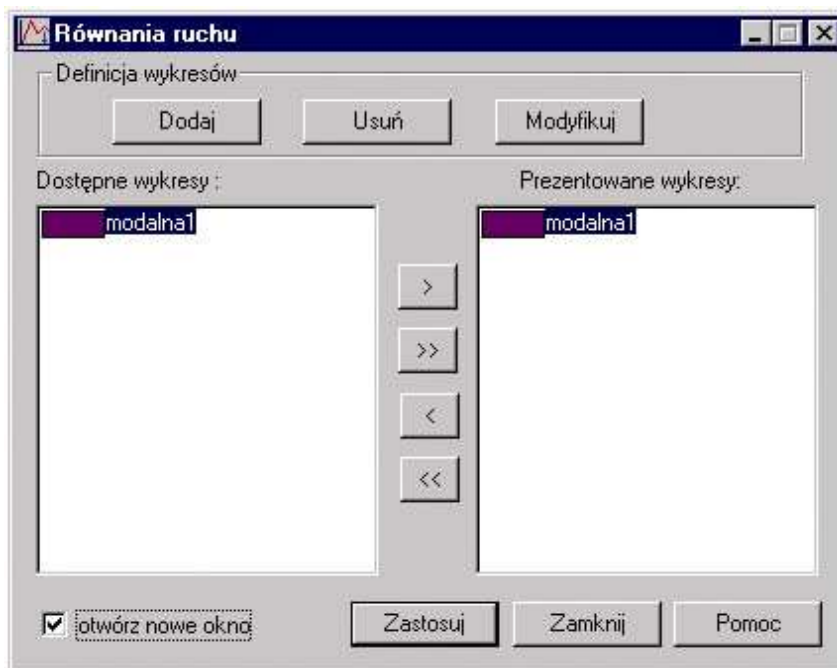 Równania ruchu
Definicja wykresów
Dodaj Usuń Modyfikuj
Dostępne wykresy : Prezentowane wykresy:
modalna1 modalna1
>
>>
<
<<
otwórz nowe okno Zastosuj Zamknij Pomoc